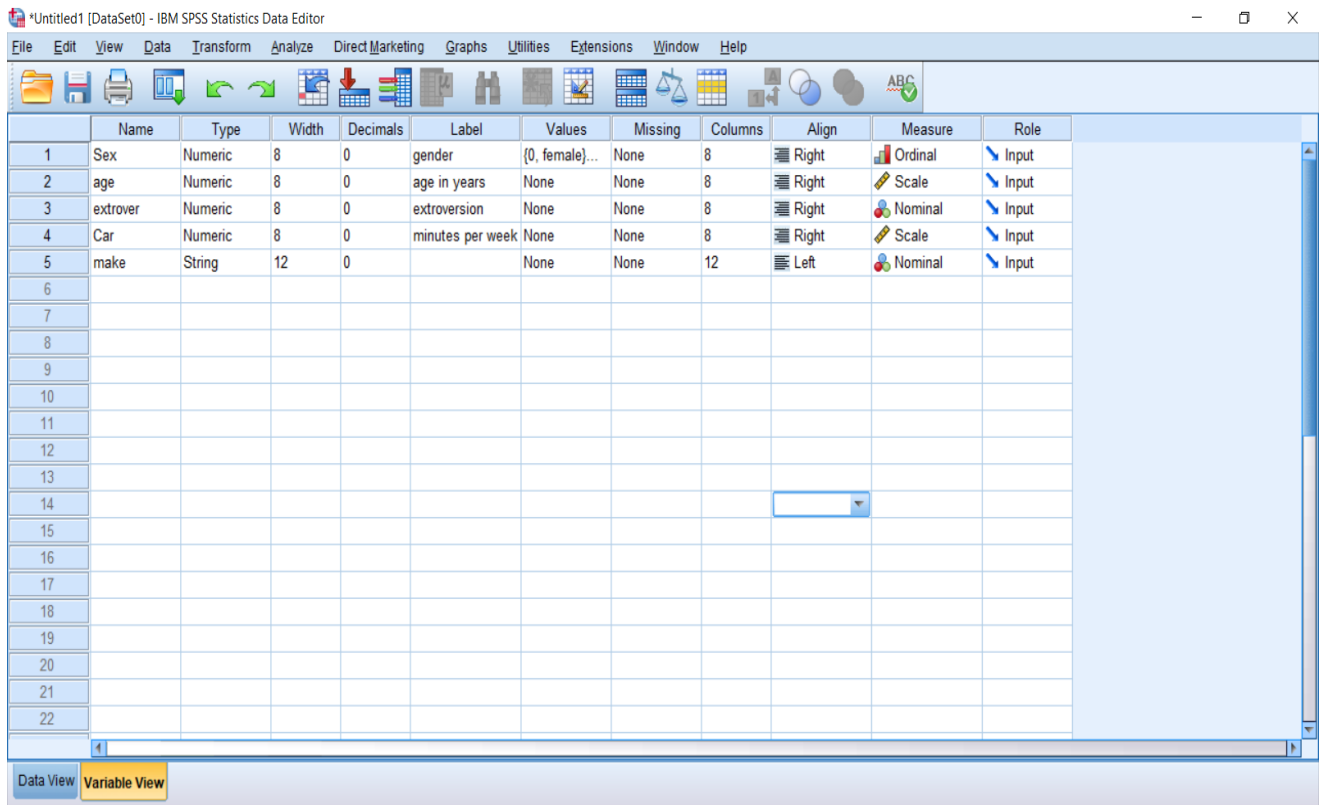 *Untitled1 [DataSet0] - IBM SPSS Statistics Data Editor
File Edit View Data Transform Analyze Direct Marketing Graphs Utilities Extensions Window Help
Name Type Width Decimals Label Values Missing Columns Align Measure Role
1 Sex Numeric 8 0 gender {0, female}... None 8 Right Ordinal Input
2 age Numeric 8 0 age in years None None 8 Right Scale Input
3 extrover Numeric 8 0 extroversion None None 8 Right Nominal Input
4 Car Numeric 8 0 minutes per week None None 8 Right Scale Input
5 make String 12 0 None None 12 Left Nominal Input
6
7
8
9
10
11
12
13
14
15
16
17
18
19
20
21
22
Data View Variable View